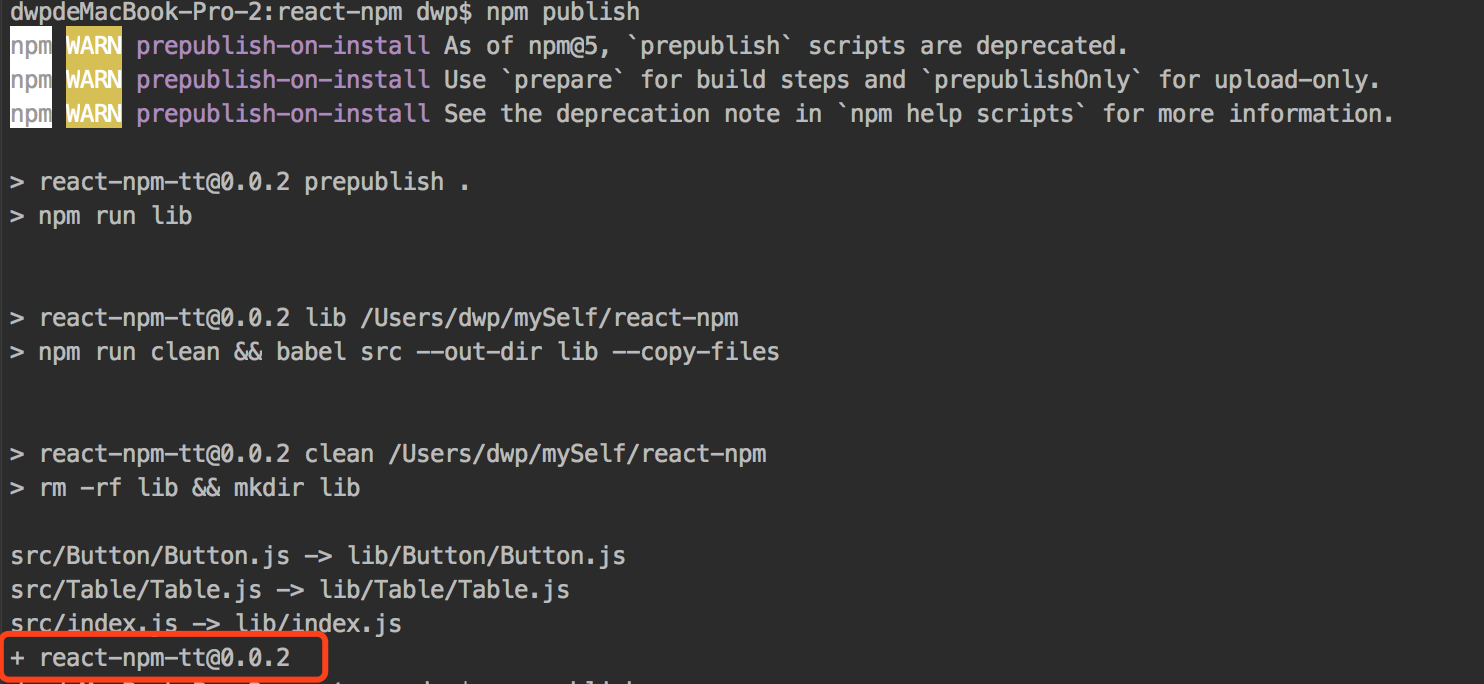 dwpdeMacBook-Pro-2:react-npm dwp$ npm publish
npm WARN prepublish-on-install As of npm@5, `prepublish` scripts are deprecated.
npm WARN prepublish-on-install Use `prepare` for build steps and `prepublishOnly` for upload-only.
npm WARN prepublish-on-install See the deprecation note in `npm help scripts` for more information.
> react-npm-tt@0.0.2 prepublish .
> npm run lib
> react-npm-tt@0.0.2 lib /Users/dwp/mySelf/react-npm
> npm run clean && babel src --out-dir lib --copy-files
> react-npm-tt@0.0.2 clean /Users/dwp/mySelf/react-npm
> rm -rf lib && mkdir lib
src/Button/Button.js -> lib/Button/Button.js
src/Table/Table.js -> lib/Table/Table.js
src/index.js -> lib/index.js
+ react-npm-tt@0.0.2